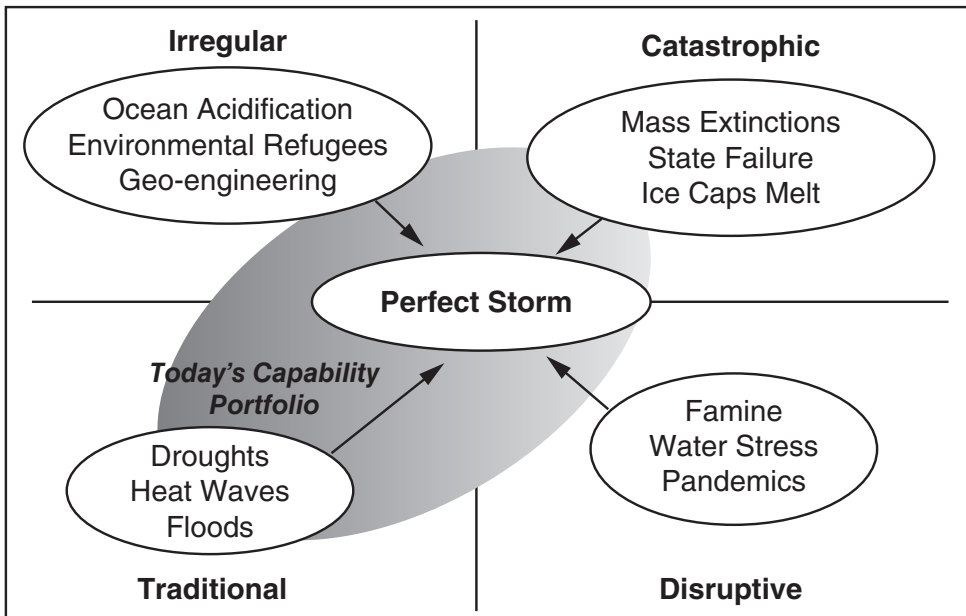 Irregular
Ocean Acidification
Environmental Refugees
Geo-engineering
Catastrophic
Mass Extinctions
State Failure
Ice Caps Melt
Perfect Storm
Today's Capability
Portfolio
Droughts
Heat Waves
Floods
Traditional
Famine
Water Stress
Pandemics
Disruptive